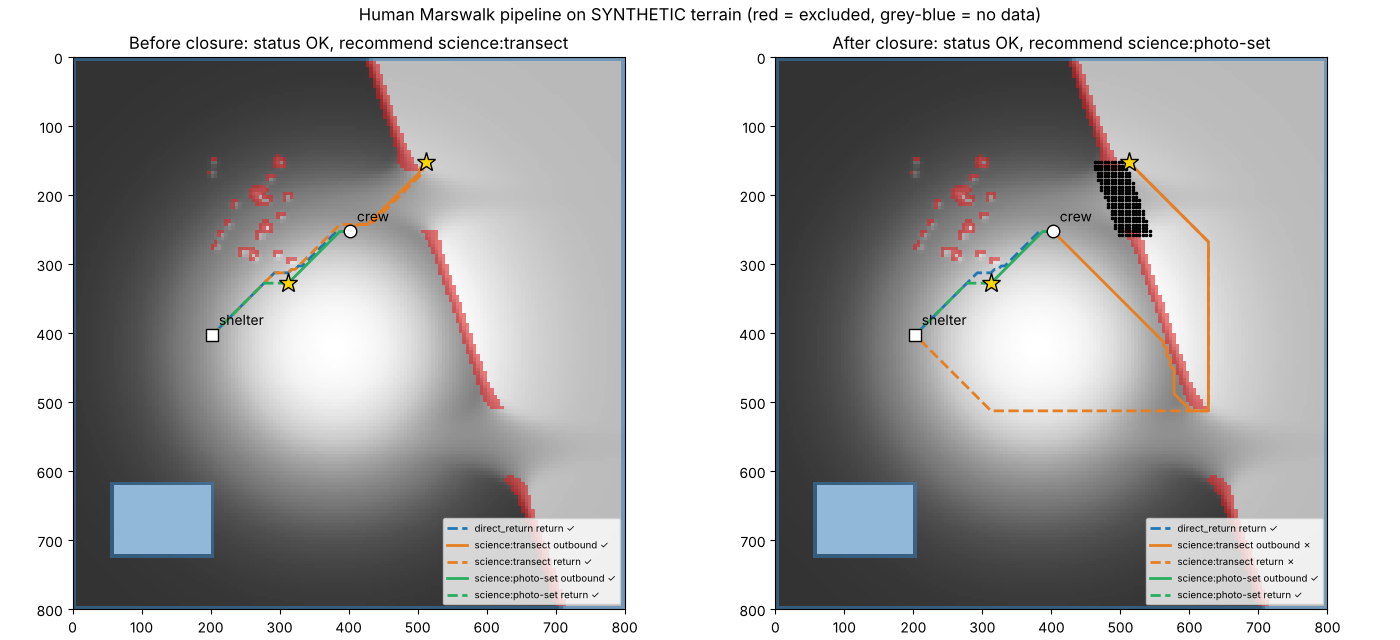 Human Marswalk pipeline on SYNTHETIC terrain (red = excluded, grey-blue = no data)
Before closure: status OK, recommend science:transect
0
100
200
300
400
500
600
700
800
crew
shelter
direct_return return ✓
science:transect outbound ✓
science:transect return ✓
science:photo-set outbound ✓
science:photo-set return ✓
0 100 200 300 400 500 600 700 800
After closure: status OK, recommend science:photo-set
0
100
200
300
400
500
600
700
800
crew
shelter
direct_return return ✓
science:transect outbound ×
science:transect return ×
science:photo-set outbound ✓
science:photo-set return ✓
0 100 200 300 400 500 600 700 800